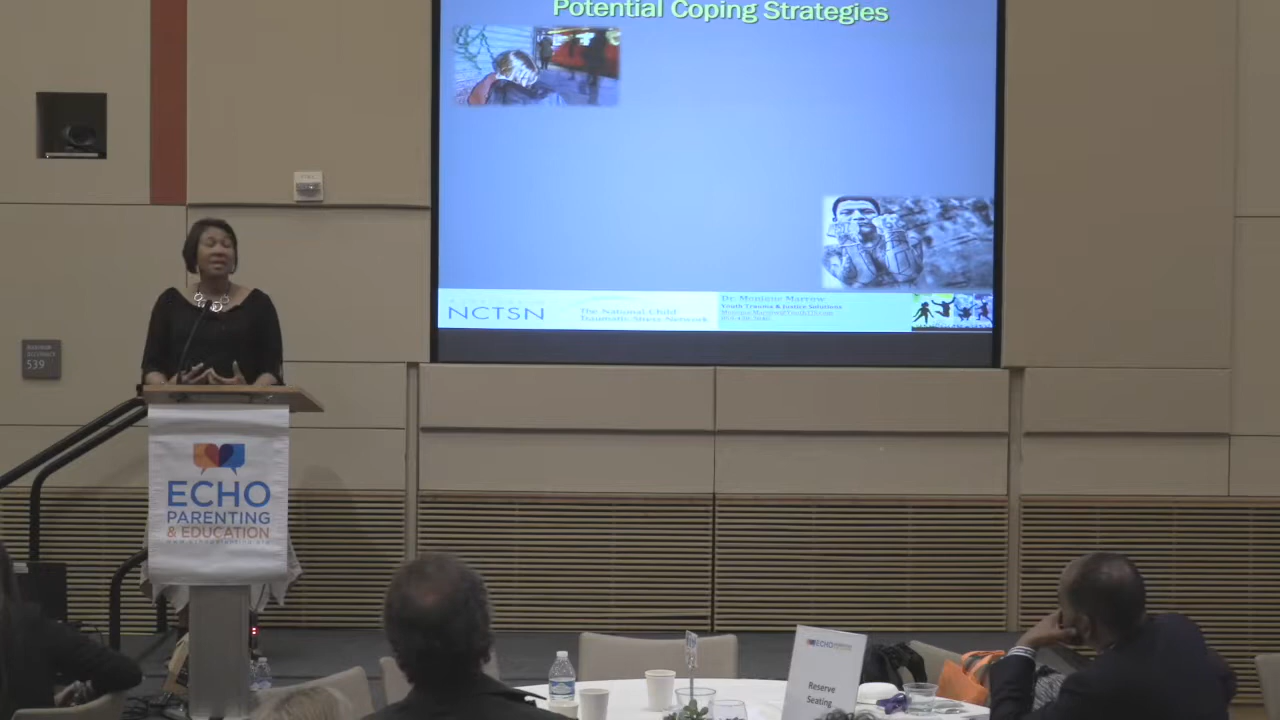 Potential Coping Strategies
NCTSN
The National Child
Traumatic Stress Network
Dr. Monique Marrow
Youth Trauma & Justice Solutions
539
ECHO
PARENTING
& EDUCATION
ECHO
Reserve
Seating